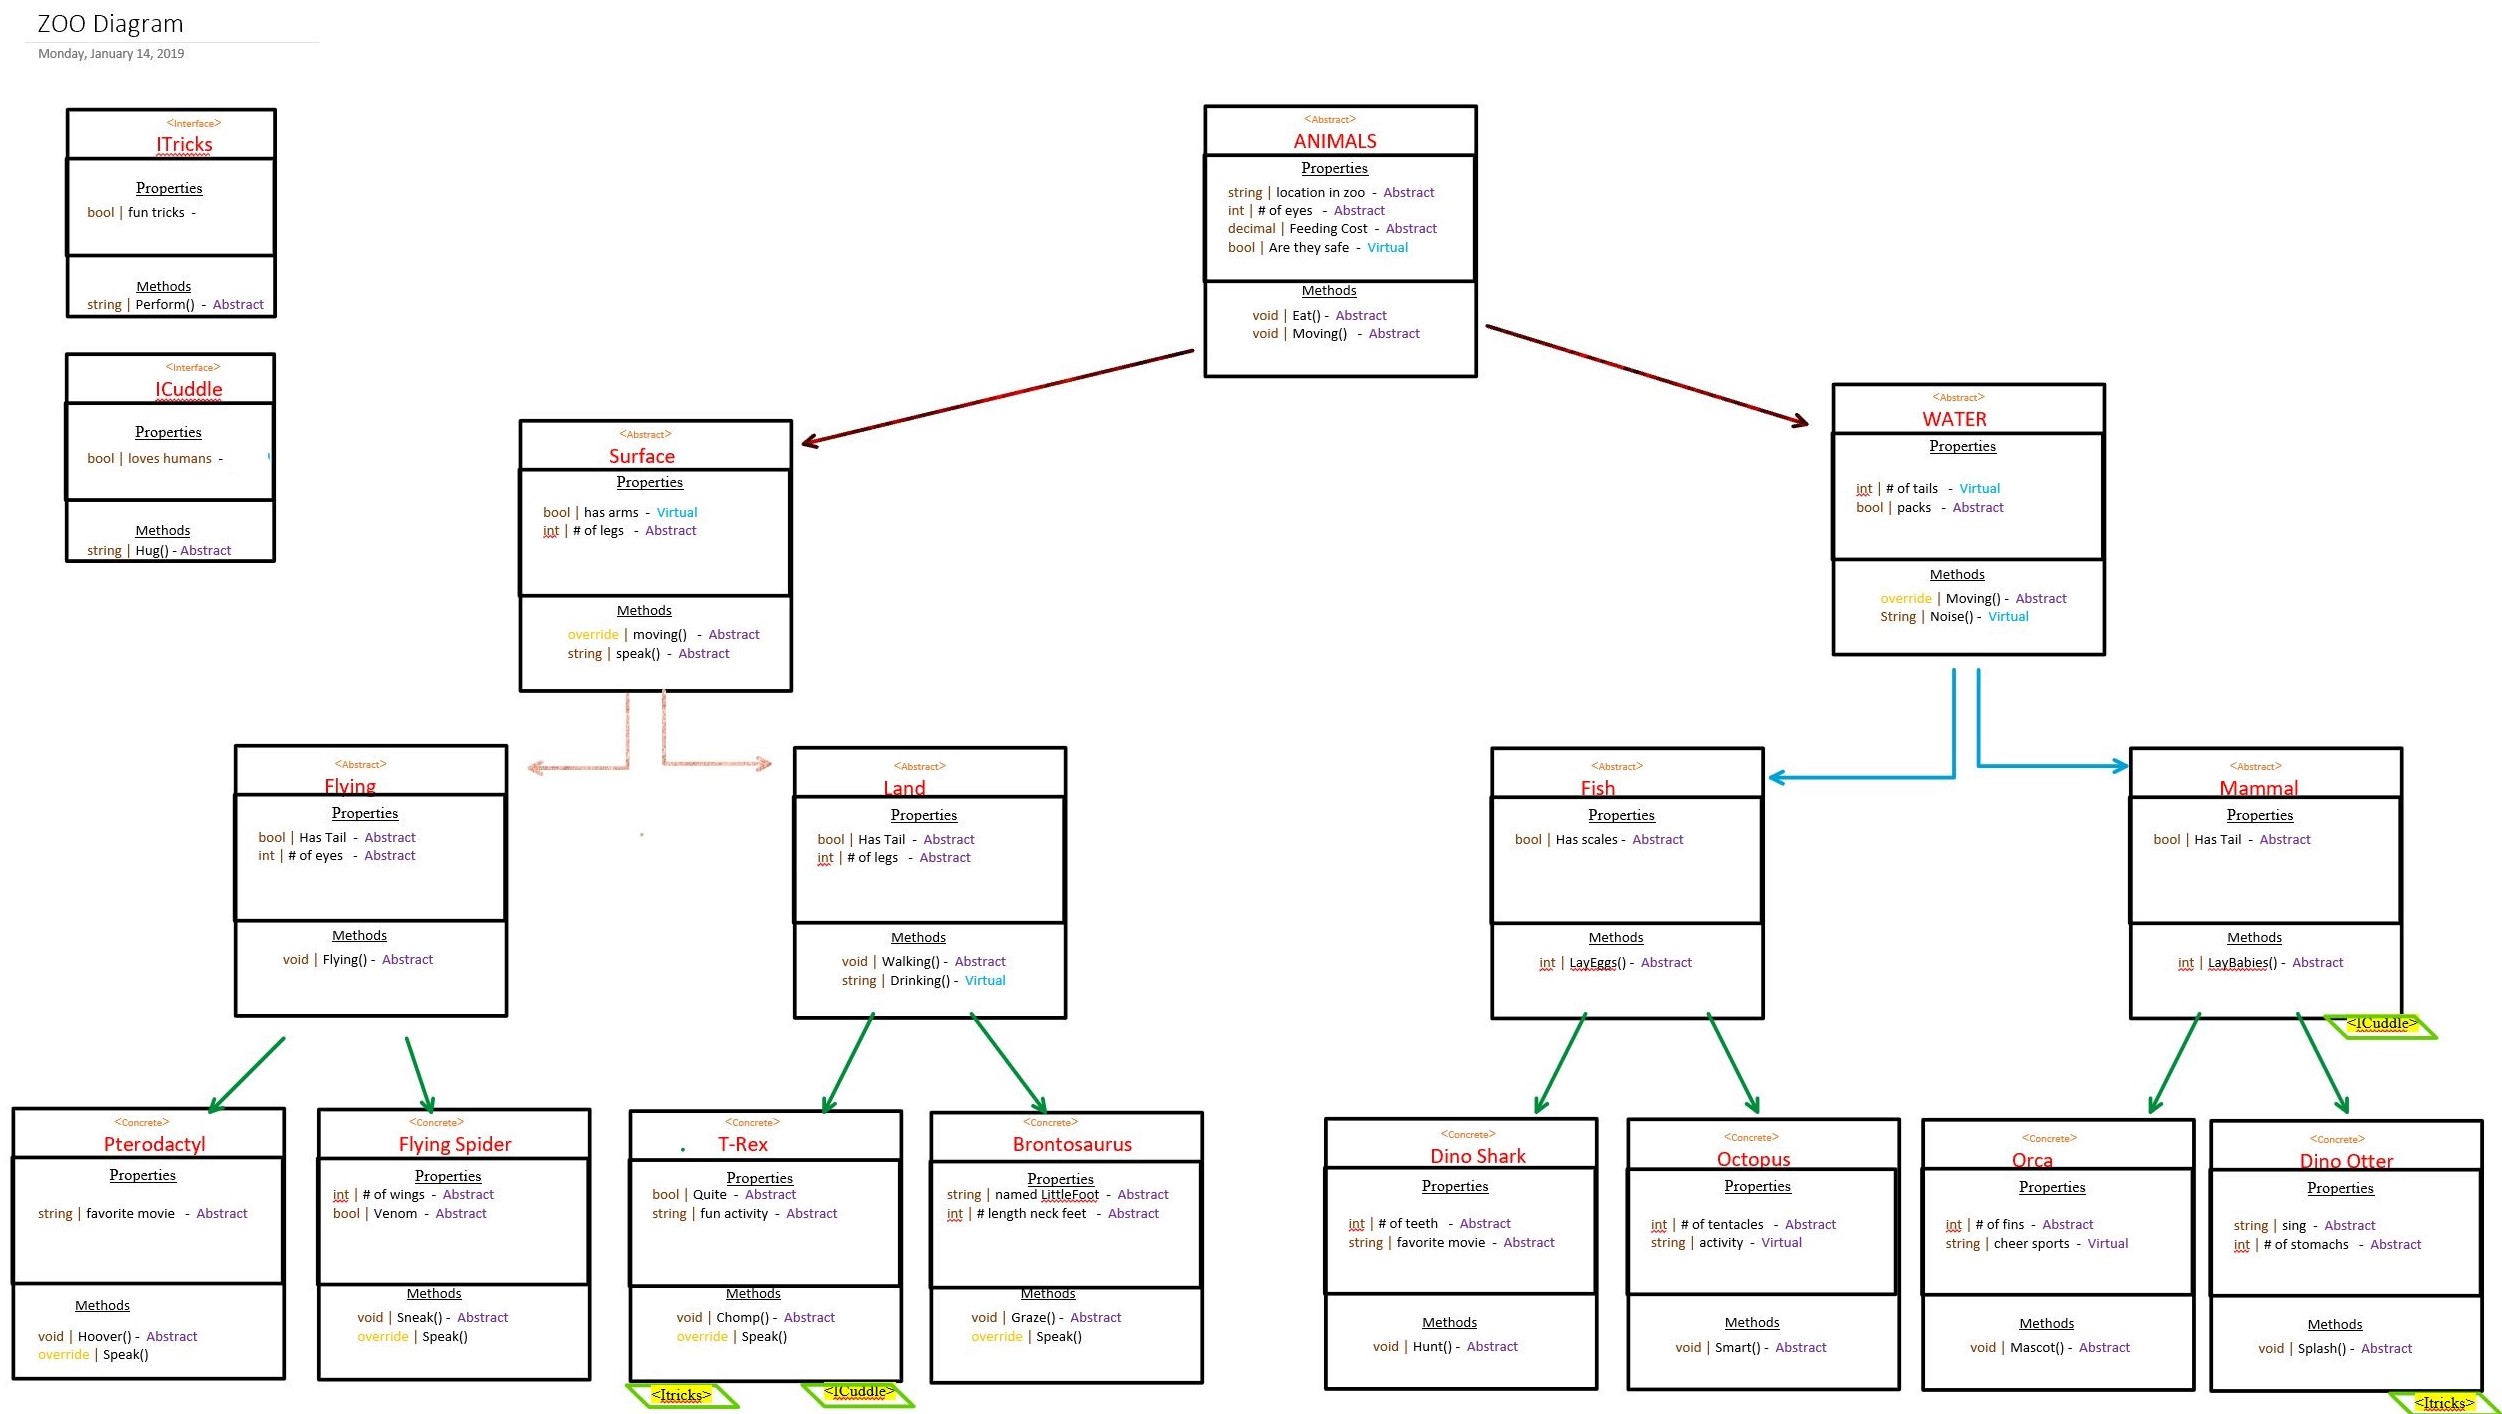 ZOO Diagram
Monday, January 14, 2019
<Interface>
ITricks
Properties
bool | fun tricks -
Methods
string | Perform() - Abstract
<Interface>
ICuddle
Properties
bool | loves humans -
Methods
string | Hug() - Abstract
<Abstract>
ANIMALS
Properties
string | location in zoo - Abstract
int | # of eyes - Abstract
decimal | Feeding Cost - Abstract
bool | Are they safe - Virtual
Methods
void | Eat() - Abstract
void | Moving() - Abstract
<Abstract>
Surface
Properties
bool | has arms - Virtual
int | # of legs - Abstract
Methods
override | moving() - Abstract
string | speak() - Abstract
<Abstract>
WATER
Properties
int | # of tails - Virtual
bool | packs - Abstract
Methods
override | Moving() - Abstract
String | Noise() - Virtual
<Abstract>
Flying
Properties
bool | Has Tail - Abstract
int | # of eyes - Abstract
Methods
void | Flying() - Abstract
<Abstract>
Land
Properties
bool | Has Tail - Abstract
int | # of legs - Abstract
Methods
void | Walking() - Abstract
string | Drinking() - Virtual
<Abstract>
Fish
Properties
bool | Has scales - Abstract
Methods
int | LayEggs() - Abstract
<Abstract>
Mammal
Properties
bool | Has Tail - Abstract
Methods
int | LayBabies() - Abstract
<ICuddle>
<Concrete>
Pterodactyl
Properties
string | favorite movie - Abstract
Methods
void | Hoover() - Abstract
override | Speak()
<Concrete>
Flying Spider
Properties
int | # of wings - Abstract
bool | Venom - Abstract
Methods
void | Sneak() - Abstract
override | Speak()
<Concrete>
T-Rex
Properties
bool | Quite - Abstract
string | fun activity - Abstract
Methods
void | Chomp() - Abstract
override | Speak()
<Itricks>
<ICuddle>
<Concrete>
Brontosaurus
Properties
string | named LittleFoot - Abstract
int | # length neck feet - Abstract
Methods
void | Graze() - Abstract
override | Speak()
<Concrete>
Dino Shark
Properties
int | # of teeth - Abstract
string | favorite movie - Abstract
Methods
void | Hunt() - Abstract
<Concrete>
Octopus
Properties
int | # of tentacles - Abstract
string | activity - Virtual
Methods
void | Smart() - Abstract
<Concrete>
Orca
Properties
int | # of fins - Abstract
string | cheer sports - Virtual
Methods
void | Mascot() - Abstract
<Concrete>
Dino Otter
Properties
string | sing - Abstract
int | # of stomachs - Abstract
Methods
void | Splash() - Abstract
<Itricks>